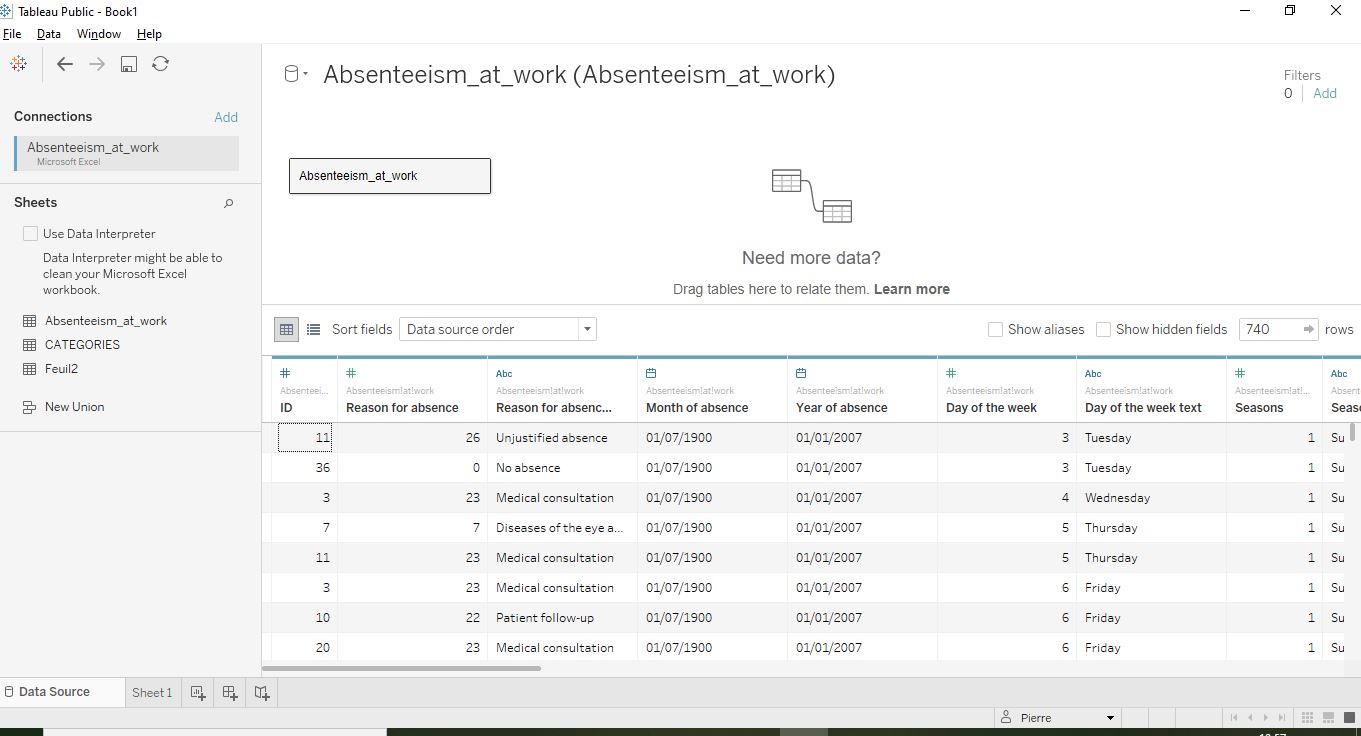 Tableau Public - Book1
File Data Window Help
Connections Add
Absenteeism_at_work
Microsoft Excel
Sheets
Use Data Interpreter
Data Interpreter might be able to
clean your Microsoft Excel
workbook.
Absenteeism_at_work
CATEGORIES
Feuil2
New Union
Absenteeism_at_work (Absenteeism_at_work)
Filters
0 Add
Absenteeism_at_work
Need more data?
Drag tables here to relate them. Learn more
Sort fields Data source order Show aliases Show hidden fields 740 rows
# # Abc # Abc # Abc
Absenteei... Absenteeism!at!work Absenteeism!at!work Absenteeism!at!work Absenteeism!at!work Absenteeism!at!work Absenteeism!at!work Absenteeism!at!... Absent
ID Reason for absence Reason for absenc... Month of absence Year of absence Day of the week Day of the week text Seasons Seas
11 26 Unjustified absence 01/07/1900 01/01/2007 3 Tuesday 1 Su
36 0 No absence 01/07/1900 01/01/2007 3 Tuesday 1 Su
3 23 Medical consultation 01/07/1900 01/01/2007 4 Wednesday 1 Su
7 7 Diseases of the eye a... 01/07/1900 01/01/2007 5 Thursday 1 Su
11 23 Medical consultation 01/07/1900 01/01/2007 5 Thursday 1 Su
3 23 Medical consultation 01/07/1900 01/01/2007 6 Friday 1 Su
10 22 Patient follow-up 01/07/1900 01/01/2007 6 Friday 1 Su
20 23 Medical consultation 01/07/1900 01/01/2007 6 Friday 1 Su
Data Source Sheet 1
Pierre